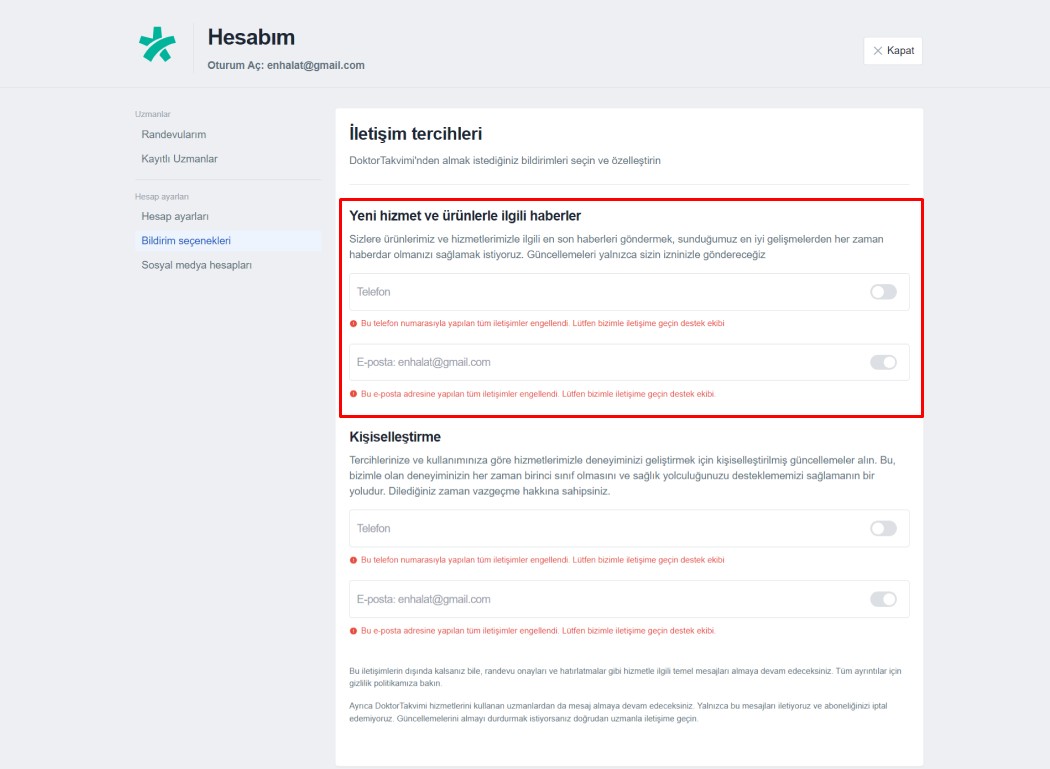 Hesabım
Oturum Aç: enhalat@gmail.com
Kapat
Uzmanlar
Randevularım
Kayıtlı Uzmanlar
Hesap ayarları
Hesap ayarları
Bildirim seçenekleri
Sosyal medya hesapları
İletişim tercihleri
DoktorTakvimi'nden almak istediğiniz bildirimleri seçin ve özelleştirin
Yeni hizmet ve ürünlerle ilgili haberler
Sizlere ürünlerimiz ve hizmetlerimizle ilgili en son haberleri göndermek, sunduğumuz en iyi gelişmelerden her zaman
haberdar olmanızı sağlamak istiyoruz. Güncellemeleri yalnızca sizin izninizle göndereceğiz
Telefon
Bu telefon numarasıyla yapılan tüm iletişimler engellendi. Lütfen bizimle iletişime geçin destek ekibi
E-posta: enhalat@gmail.com
Bu e-posta adresine yapılan tüm iletişimler engellendi. Lütfen bizimle iletişime geçin destek ekibi.
Kişiselleştirme
Tercihlerinize ve kullanımınıza göre hizmetlerimizle deneyiminizi geliştirmek için kişiselleştirilmiş güncellemeler alın. Bu,
bizimle olan deneyiminizin her zaman birinci sınıf olmasını ve sağlık yolculuğunuzu desteklememizi sağlamanın bir
yoludur. Dilediğiniz zaman vazgeçme hakkına sahipsiniz.
Telefon
Bu telefon numarasıyla yapılan tüm iletişimler engellendi. Lütfen bizimle iletişime geçin destek ekibi
E-posta: enhalat@gmail.com
Bu e-posta adresine yapılan tüm iletişimler engellendi. Lütfen bizimle iletişime geçin destek ekibi.
Bu iletişimlerin dışında kalsanız bile, randevu onayları ve hatırlatmalar gibi hizmetle ilgili temel mesajları almaya devam edeceksiniz. Tüm ayrıntılar için
gizlilik politikamıza bakın.
Ayrıca DoktorTakvimi hizmetlerini kullanan uzmanlardan da mesaj almaya devam edeceksiniz. Yalnızca bu mesajları iletiyoruz ve aboneliğinizi iptal
edemiyoruz. Güncellemelerini almayı durdurmak istiyorsanız doğrudan uzmanla iletişime geçin.